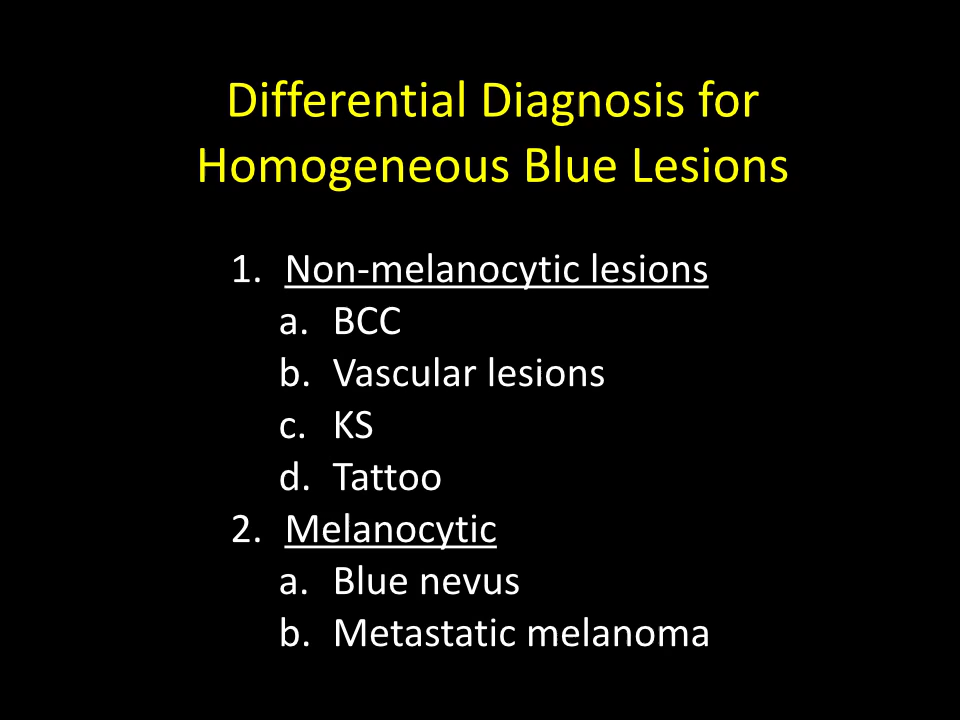 Differential Diagnosis for
Homogeneous Blue Lesions
1. Non-melanocytic lesions
a. BCC
b. Vascular lesions
c. KS
d. Tattoo
2. Melanocytic
a. Blue nevus
b. Metastatic melanoma